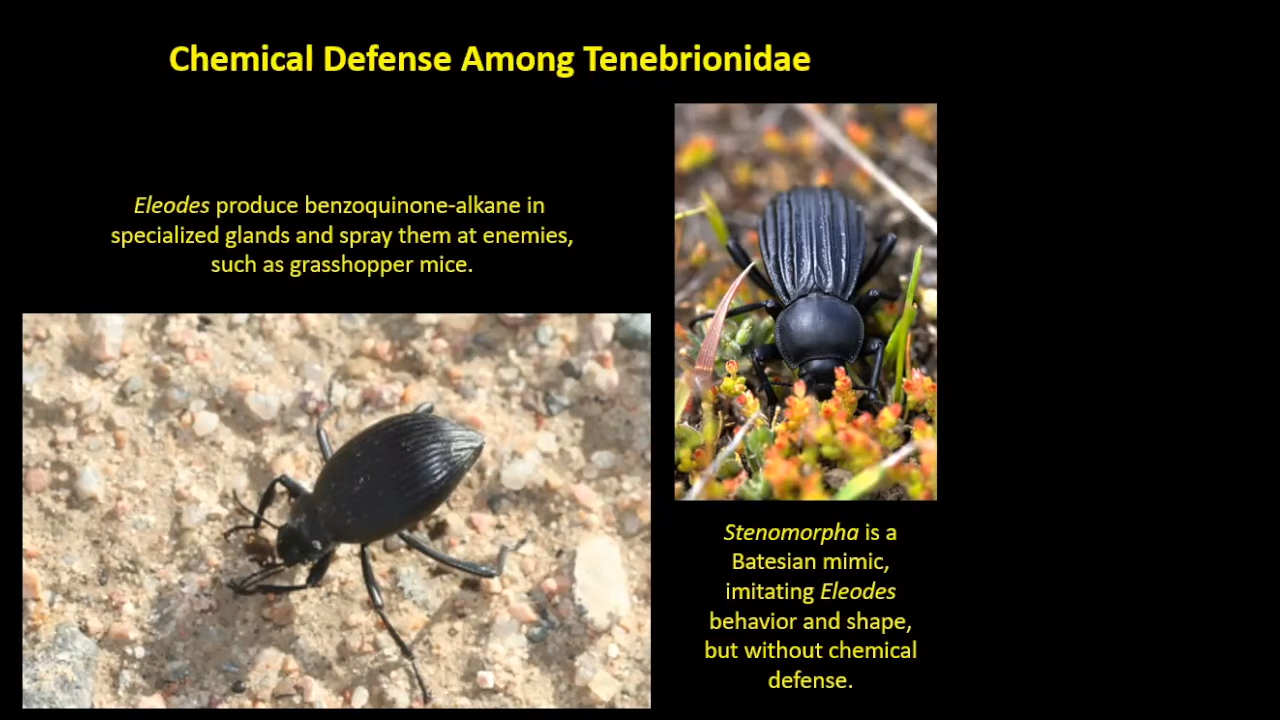 Chemical Defense Among Tenebrionidae
Eleodes produce benzoquinone-alkane in
specialized glands and spray them at enemies,
such as grasshopper mice.
Stenomorpha is a
Batesian mimic,
imitating Eleodes
behavior and shape,
but without chemical
defense.